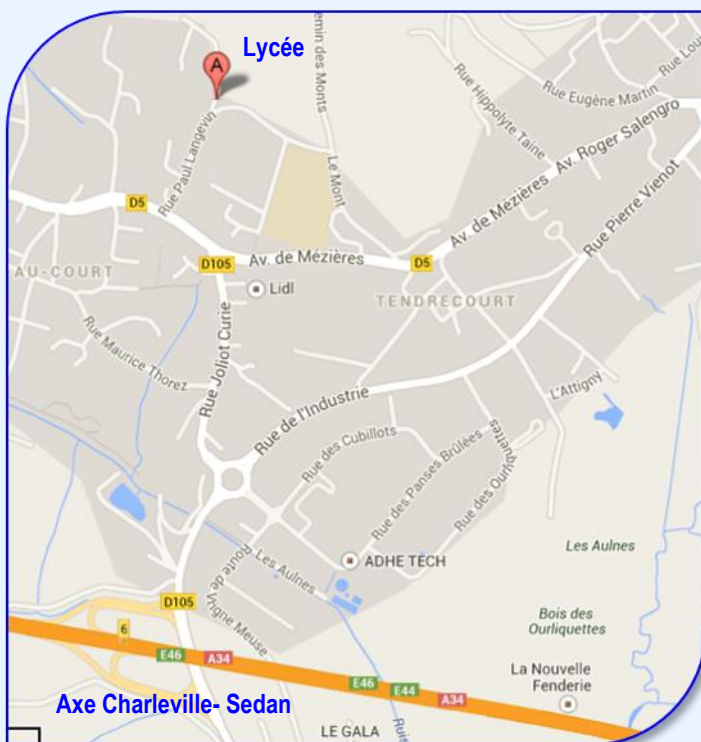 Lycée
A
Chemin des Monts
Rue Paul Langevin
Le Mont
Rue Hippolyte Taine
Rue Eugène Martin
Rue Loui
Av. Roger Salengro
Av. de Mézières
Rue Pierre Vienot
D5
D105
Av. de Mézières
D5
AU-COURT
Lidl
TENDRECOURT
Rue Maurice Thorez
Rue Joliot Curie
Rue de l'Industrie
L'Attigny
Rue des Cubillots
Rue des Panses Brûlées
Rue des Ourliquettes
Les Aulnes
ADHE TECH
Les Aulnes
Route de Vrigne Meuse
D105
Bois des
Ourliquettes
6
E46
A34
La Nouvelle
Fenderie
E46
E44
A34
Axe Charleville- Sedan
LE GALA
Ruis